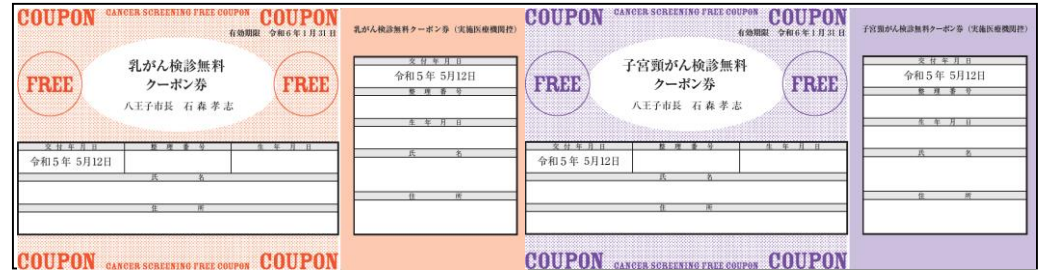 COUPON CANCER SCREENING FREE COUPON COUPON
有効期限 令和6年1月31日
FREE
乳がん検診無料
クーポン券
八王子市長 石森孝志
FREE
交付年月日 整理番号 生年月日
令和5年 5月12日
氏名
住所
COUPON CANCER SCREENING FREE COUPON COUPON
乳がん検診無料クーポン券(実施医療機関控)
交付年月日
令和5年 5月12日
整理番号
生年月日
氏名
住所
COUPON CANCER SCREENING FREE COUPON COUPON
有効期限 令和6年1月31日
FREE
子宮頸がん検診無料
クーポン券
八王子市長 石森孝志
FREE
交付年月日 整理番号 生年月日
令和5年 5月12日
氏名
住所
COUPON CANCER SCREENING FREE COUPON COUPON
子宮頸がん検診無料クーポン券(実施医療機関控)
交付年月日
令和5年 5月12日
整理番号
生年月日
氏名
住所